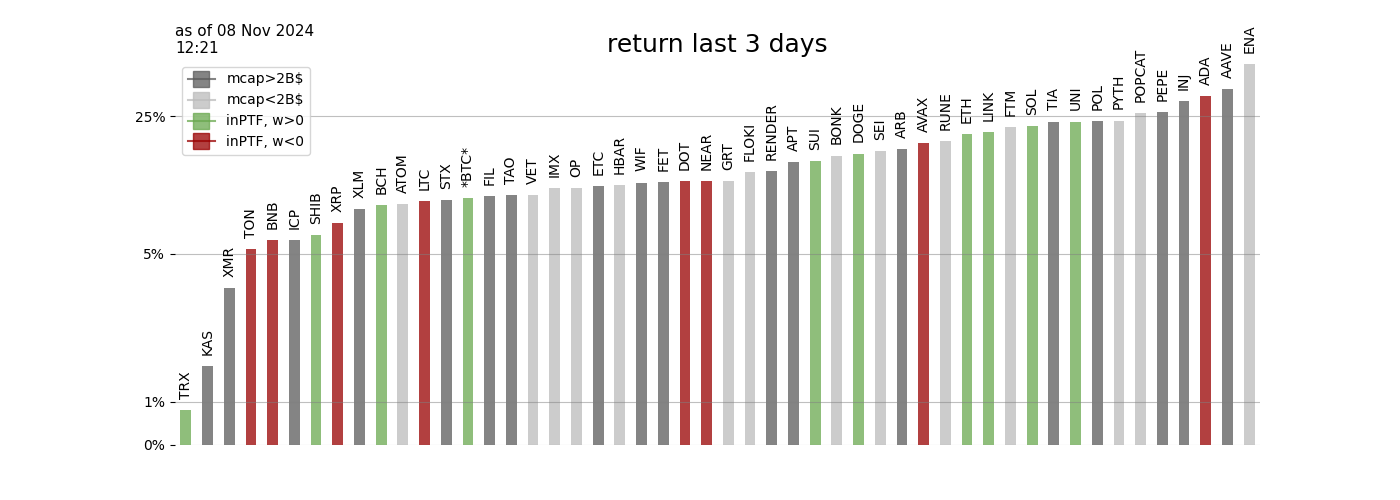 as of 08 Nov 2024
12:21
return last 3 days
mcap>2B$
mcap<2B$
inPTF, w>0
inPTF, w<0
25%
5%
1%
0%
TRX
KAS
XMR
TON
BNB
ICP
SHIB
XRP
XLM
BCH
ATOM
LTC
STX
*BTC*
FIL
TAO
VET
IMX
OP
ETC
HBAR
WIF
FET
DOT
NEAR
GRT
FLOKI
RENDER
APT
SUI
BONK
DOGE
SEI
ARB
AVAX
RUNE
ETH
LINK
FTM
SOL
TIA
UNI
POL
PYTH
POPCAT
PEPE
INJ
ADA
AAVE
ENA